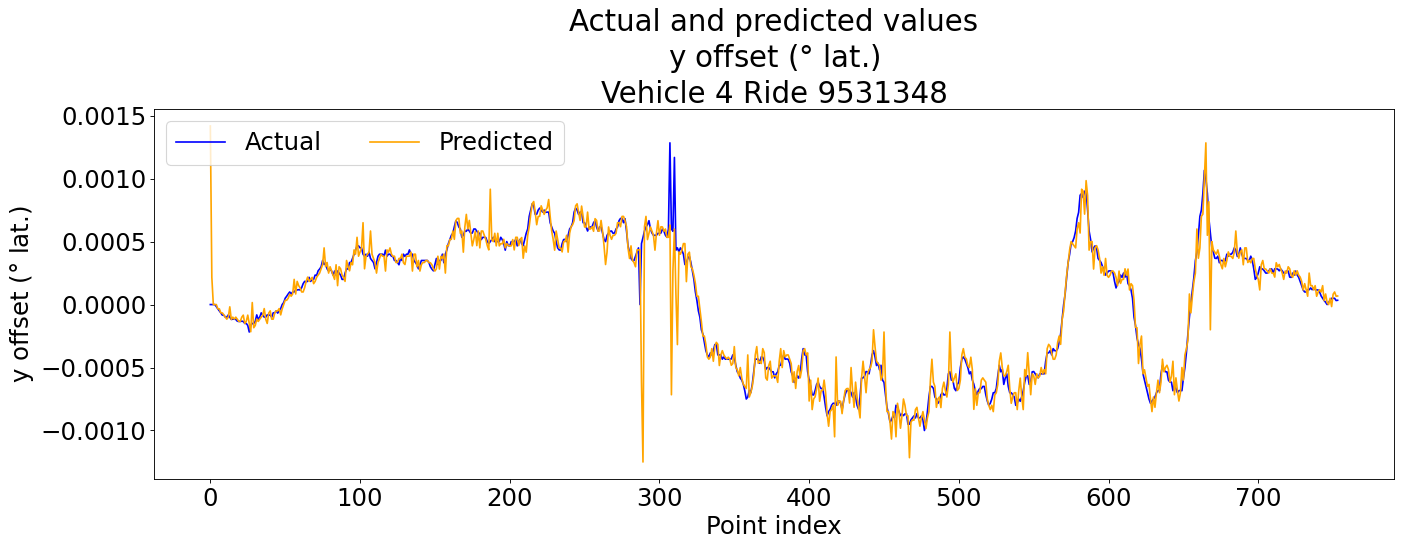 Actual and predicted values
y offset (° lat.)
Vehicle 4 Ride 9531348
Actual
Predicted
y offset (° lat.)
0.0015
0.0010
0.0005
0.0000
−0.0005
−0.0010
0 100 200 300 400 500 600 700
Point index